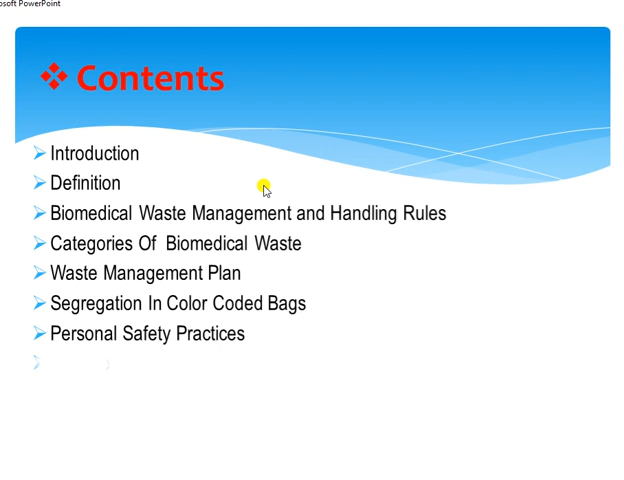 osoft PowerPoint
❖ Contents
➢ Introduction
➢ Definition
➢ Biomedical Waste Management and Handling Rules
➢ Categories Of Biomedical Waste
➢ Waste Management Plan
➢ Segregation In Color Coded Bags
➢ Personal Safety Practices